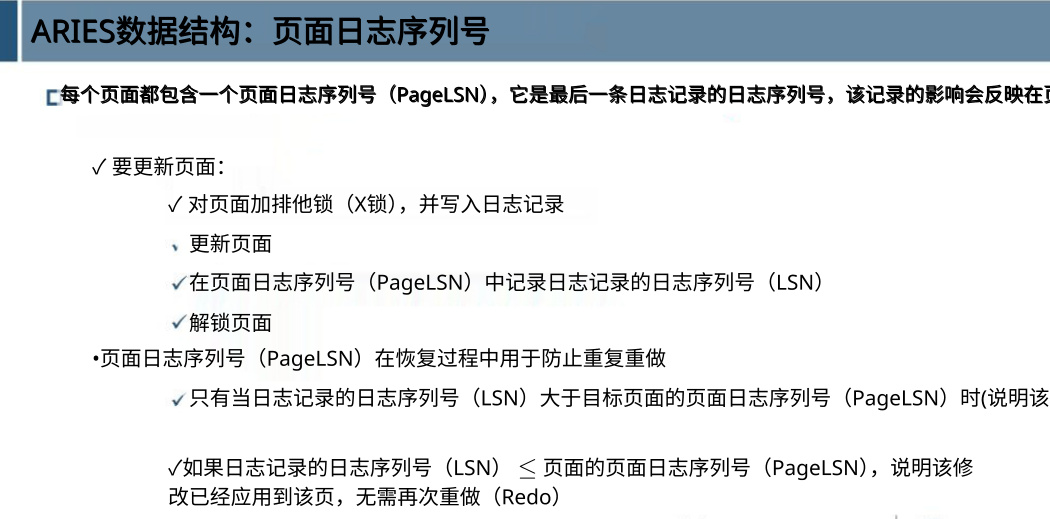 ARIES数据结构：页面日志序列号
每个页面都包含一个页面日志序列号（PageLSN），它是最后一条日志记录的日志序列号，该记录的影响会反映在
✓ 要更新页面：
✓ 对页面加排他锁（X锁），并写入日志记录
、更新页面
✓在页面日志序列号（PageLSN）中记录日志记录的日志序列号（LSN）
✓解锁页面
•页面日志序列号（PageLSN）在恢复过程中用于防止重复重做
✓只有当日志记录的日志序列号（LSN）大于目标页面的页面日志序列号（PageLSN）时(说明该
✓如果日志记录的日志序列号（LSN） ≤ 页面的页面日志序列号（PageLSN），说明该修
改已经应用到该页，无需再次重做（Redo）